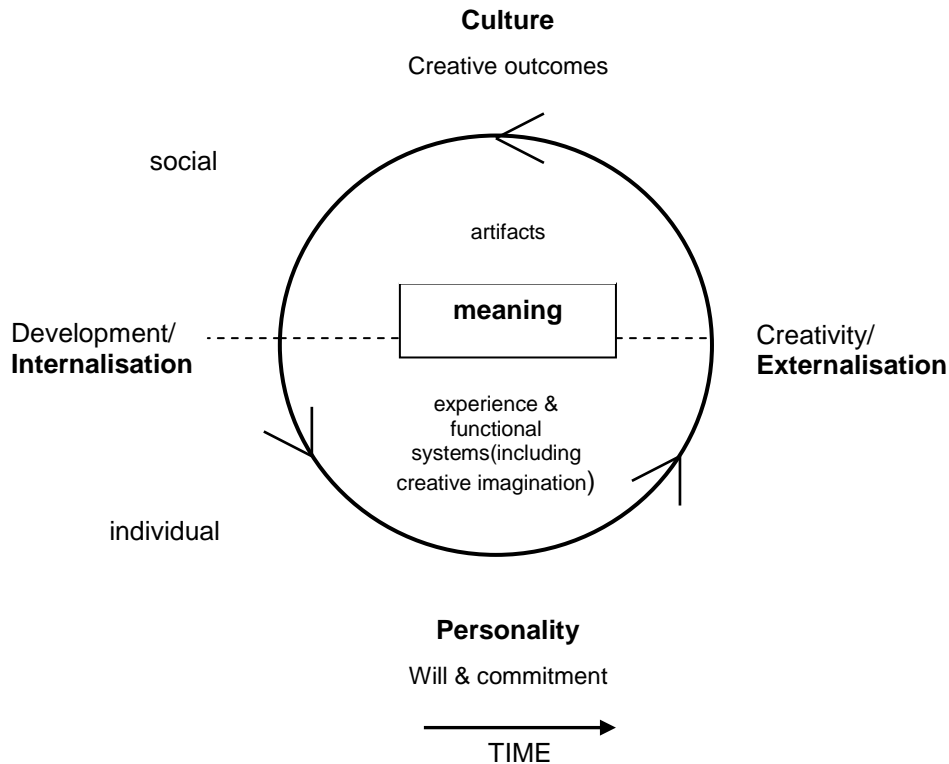 Culture
Creative outcomes
social
artifacts
meaning
Development/
Internalisation
Creativity/
Externalisation
experience &
functional
systems(including
creative imagination)
individual
Personality
Will & commitment
TIME